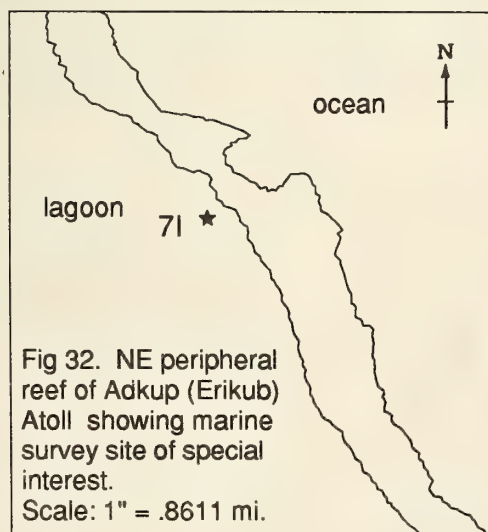 N
ocean
lagoon
71
Fig 32. NE peripheral
reef of Adkup (Erikub)
Atoll showing marine
survey site of special
interest.
Scale: 1" = .8611 mi.